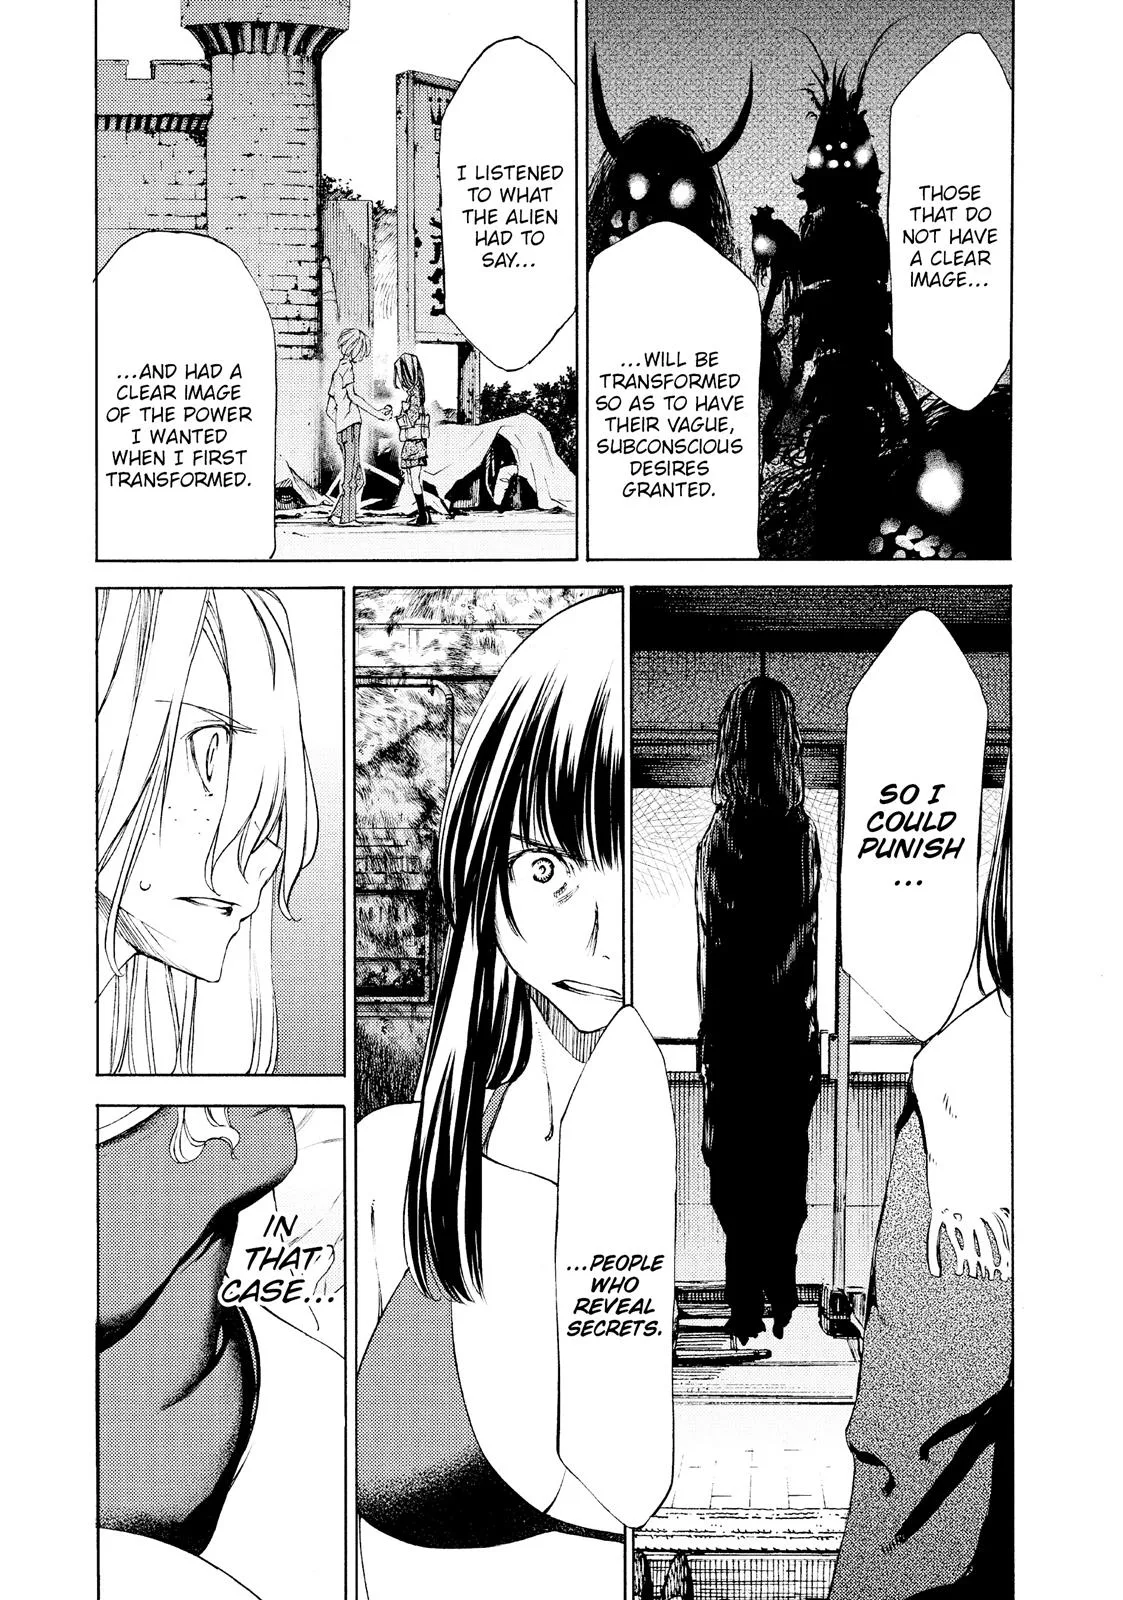 THOSE
THAT DO
NOT HAVE
A CLEAR
IMAGE...
...WILL BE
TRANSFORMED
SO AS TO HAVE
THEIR VAGUE,
SUBCONSCIOUS
DESIRES
GRANTED.
I LISTENED
TO WHAT
THE ALIEN
HAD TO
SAY...
...AND HAD A
CLEAR IMAGE
OF THE POWER
I WANTED
WHEN I FIRST
TRANSFORMED.
SO I
COULD
PUNISH
...
...PEOPLE
WHO
REVEAL
SECRETS.
IN
THAT
CASE...